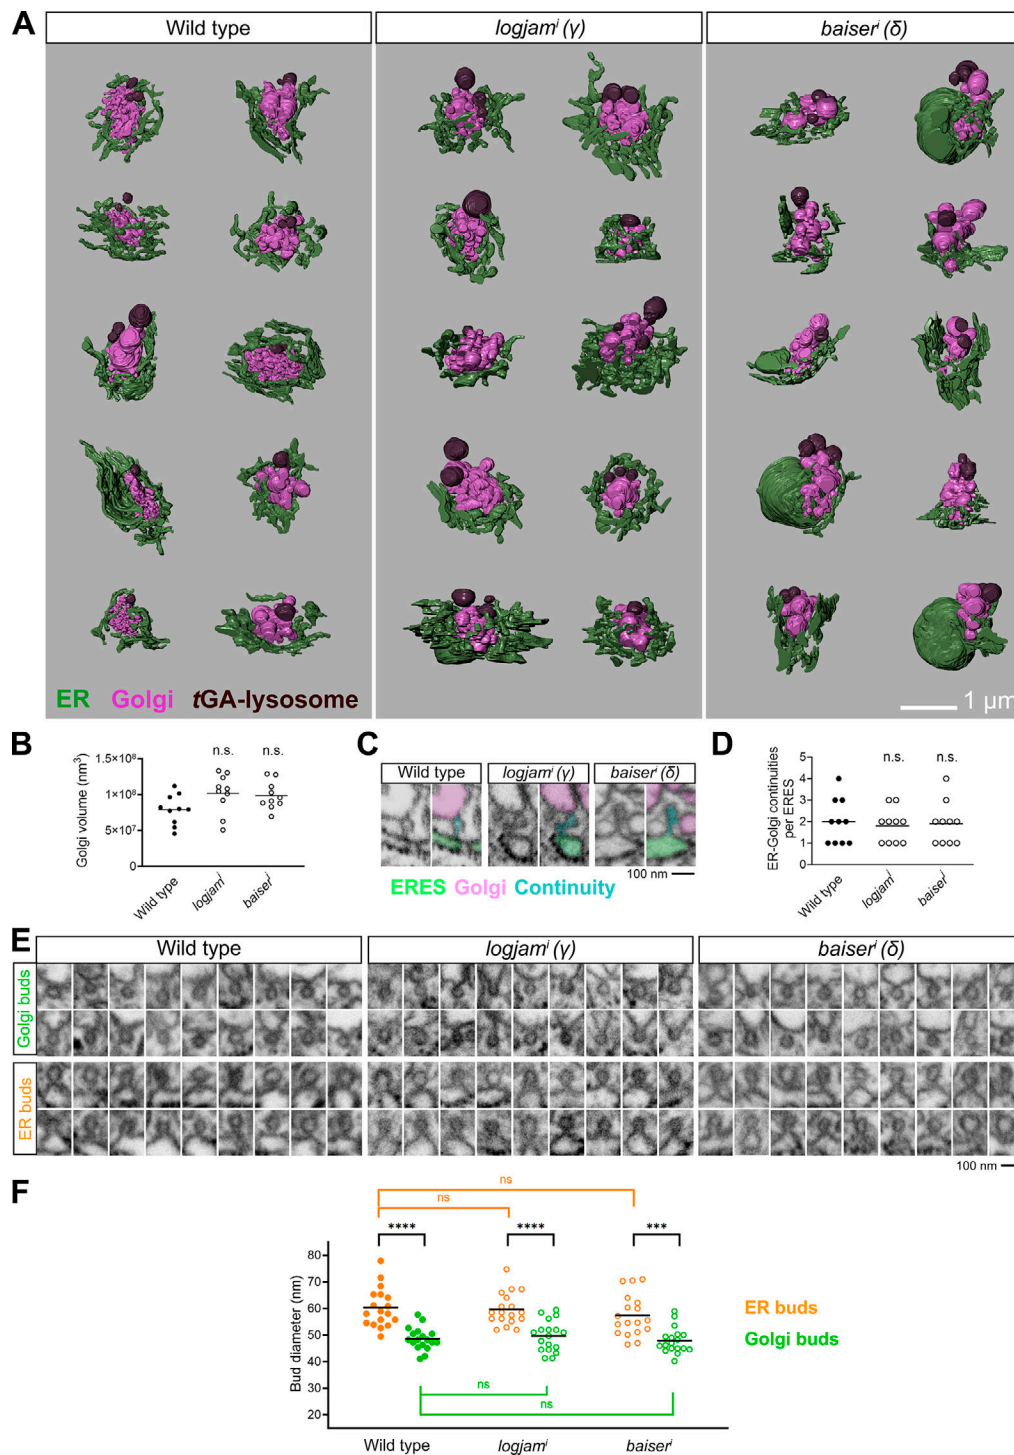 A
Wild type
logjamⁱ (γ)
baiserⁱ (δ)
ER Golgi tGA-lysosome
1 μm
B
n.s. n.s.
Golgi volume (nm³)
1.5×10⁸
1×10⁸
5×10⁷
0
Wild type
logjamⁱ
baiserⁱ
C
Wild type
logjamⁱ (γ)
baiserⁱ (δ)
100 nm
ERES Golgi Continuity
D
n.s. n.s.
ER-Golgi continuities
per ERES
5
4
3
2
1
0
Wild type
logjamⁱ
baiserⁱ
E
Wild type
logjamⁱ (γ)
baiserⁱ (δ)
Golgi buds
ER buds
100 nm
F
ns
ns
**** **** ***
Bud diameter (nm)
80
70
60
50
40
30
20
ER buds
Golgi buds
ns
ns
Wild type
logjamⁱ
baiserⁱ